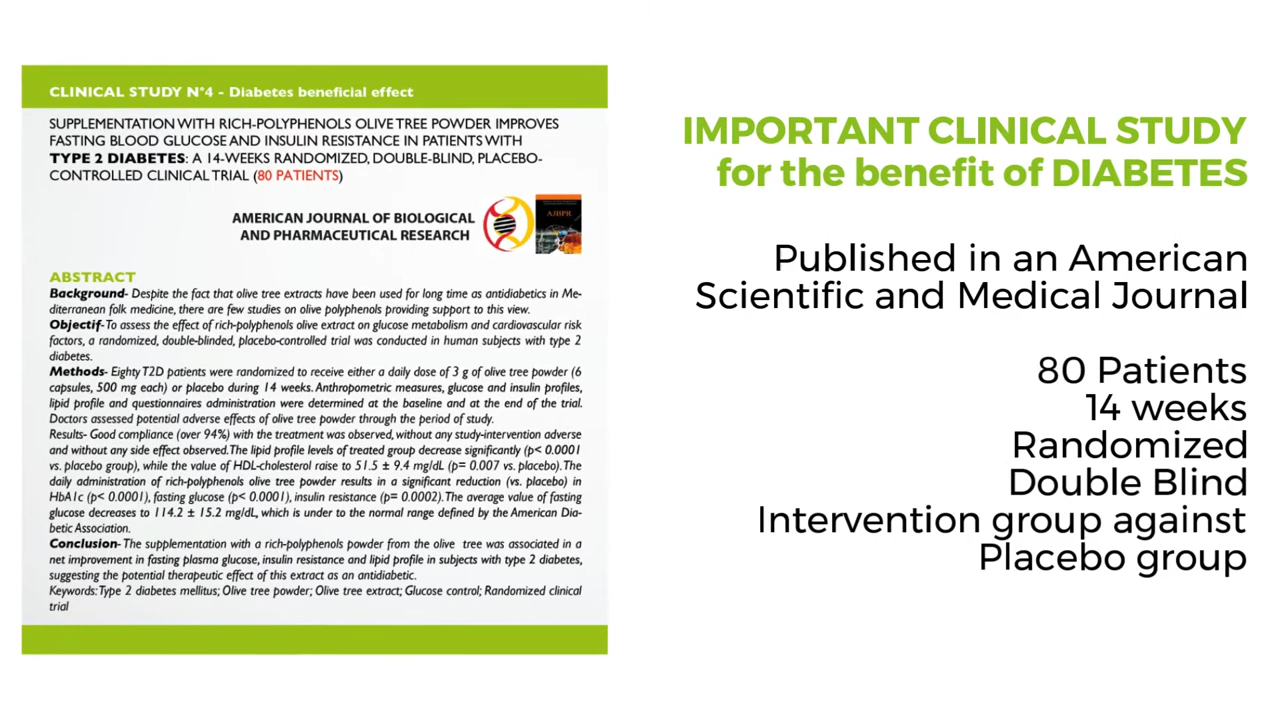 CLINICAL STUDY N°4 - Diabetes beneficial effect
SUPPLEMENTATION WITH RICH-POLYPHENOLS OLIVE TREE POWDER IMPROVES
FASTING BLOOD GLUCOSE AND INSULIN RESISTANCE IN PATIENTS WITH
TYPE 2 DIABETES: A 14-WEEKS RANDOMIZED, DOUBLE-BLIND, PLACEBO-
CONTROLLED CLINICAL TRIAL (80 PATIENTS)
AMERICAN JOURNAL OF BIOLOGICAL
AND PHARMACEUTICAL RESEARCH
AJBPR
ABSTRACT
Background- Despite the fact that olive tree extracts have been used for long time as antidiabetics in Me-
diterranean folk medicine, there are few studies on olive polyphenols providing support to this view.
Objectif- To assess the effect of rich-polyphenols olive extract on glucose metabolism and cardiovascular risk
factors, a randomized, double-blinded, placebo-controlled trial was conducted in human subjects with type 2
diabetes.
Methods- Eighty T2D patients were randomized to receive either a daily dose of 3 g of olive tree powder (6
capsules, 500 mg each) or placebo during 14 weeks. Anthropometric measures, glucose and insulin profiles,
lipid profile and questionnaires administration were determined at the baseline and at the end of the trial.
Doctors assessed potential adverse effects of olive tree powder through the period of study.
Results- Good compliance (over 94%) with the treatment was observed, without any study-intervention adverse
and without any side effect observed. The lipid profile levels of treated group decrease significantly (p< 0.0001
vs. placebo group), while the value of HDL-cholesterol raise to 51.5 ± 9.4 mg/dL (p= 0.007 vs. placebo). The
daily administration of rich-polyphenols olive tree powder results in a significant reduction (vs. placebo) in
HbA1c (p< 0.0001), fasting glucose (p< 0.0001), insulin resistance (p= 0.0002). The average value of fasting
glucose decreases to 114.2 ± 15.2 mg/dL, which is under to the normal range defined by the American Dia-
betic Association.
Conclusion- The supplementation with a rich-polyphenols powder from the olive tree was associated in a
net improvement in fasting plasma glucose, insulin resistance and lipid profile in subjects with type 2 diabetes,
suggesting the potential therapeutic effect of this extract as an antidiabetic.
Keywords: Type 2 diabetes mellitus; Olive tree powder; Olive tree extract; Glucose control; Randomized clinical
trial
IMPORTANT CLINICAL STUDY
for the benefit of DIABETES
Published in an American
Scientific and Medical Journal
80 Patients
14 weeks
Randomized
Double Blind
Intervention group against
Placebo group